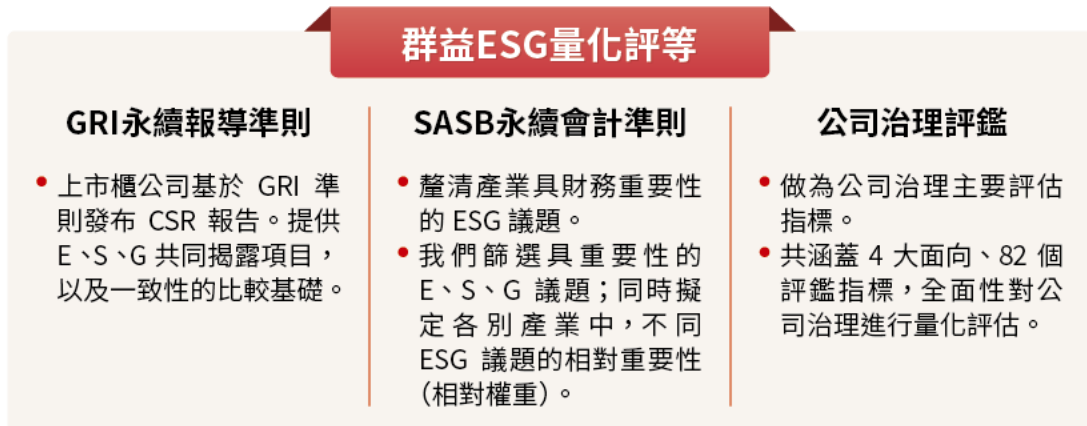 群益ESG量化評等
GRI永續報導準則
• 上市櫃公司基於 GRI 準
則發布 CSR 報告。提供
E、S、G 共同揭露項目，
以及一致性的比較基礎。
SASB永續會計準則
• 釐清產業具財務重要性
的 ESG 議題。
• 我們篩選具重要性的
E、S、G 議題；同時擬
定各別產業中，不同
ESG 議題的相對重要性
（相對權重）。
公司治理評鑑
• 做為公司治理主要評估
指標。
• 共涵蓋 4 大面向、82 個
評鑑指標，全面性對公
司治理進行量化評估。